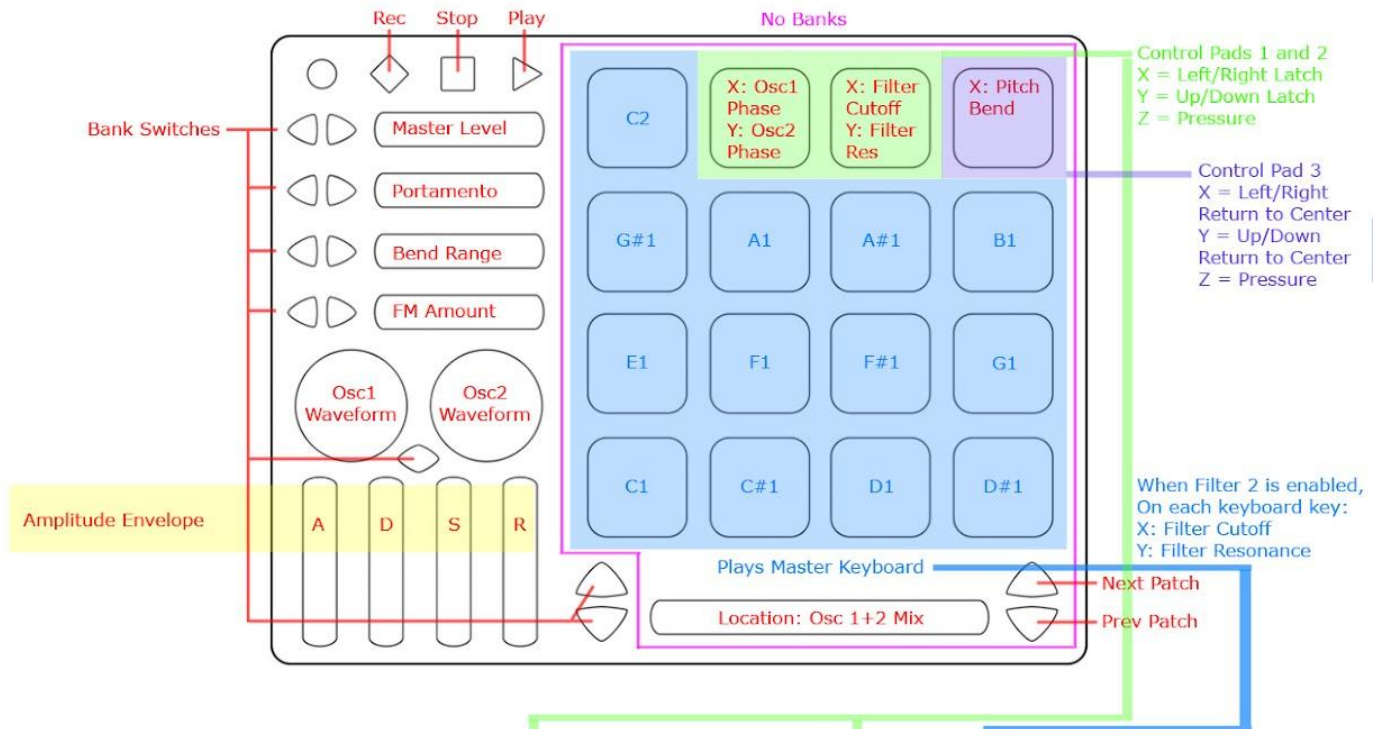 No Banks
Rec Stop Play
Bank Switches
Master Level
Portamento
Bend Range
FM Amount
Osc1
Waveform
Osc2
Waveform
Amplitude Envelope
A D S R
C2
X: Osc1
Phase
Y: Osc2
Phase
X: Filter
Cutoff
Y: Filter
Res
X: Pitch
Bend
G#1 A1 A#1 B1
E1 F1 F#1 G1
C1 C#1 D1 D#1
Plays Master Keyboard
Location: Osc 1+2 Mix
Next Patch
Prev Patch
Control Pads 1 and 2
X = Left/Right Latch
Y = Up/Down Latch
Z = Pressure
Control Pad 3
X = Left/Right
Return to Center
Y = Up/Down
Return to Center
Z = Pressure
When Filter 2 is enabled,
On each keyboard key:
X: Filter Cutoff
Y: Filter Resonance